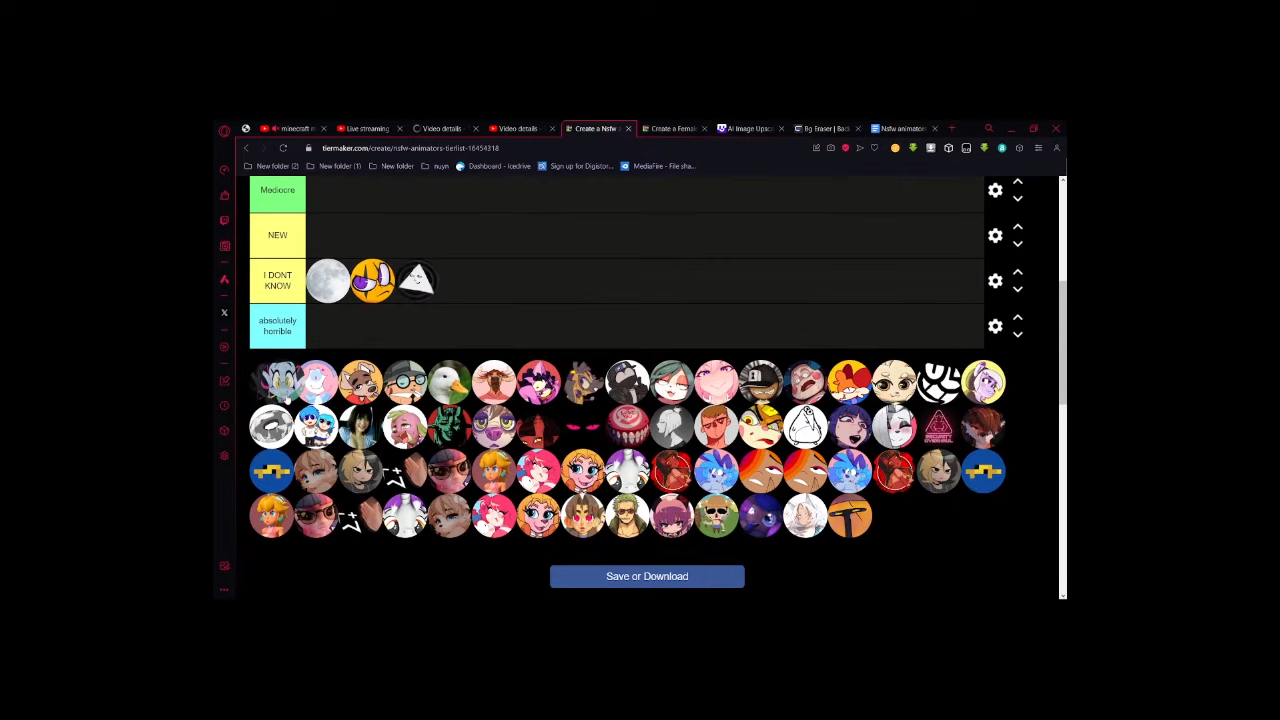 minecraft m
Live streaming
Video details -
Video details -
Create a Nsfw a
Create a Femal
AI Image Upsc
Bg Eraser | Bac
Nsfw animators
tiermaker.com/create/nsfw-animators-tierlist-16454318
New folder (2)
New folder (1)
New folder
nuyn
Dashboard - Icedrive
Sign up for Digistor...
MediaFire - File sha...
Mediocre
NEW
I DONT
KNOW
absolutely
horrible
SECURITY
Save or Download